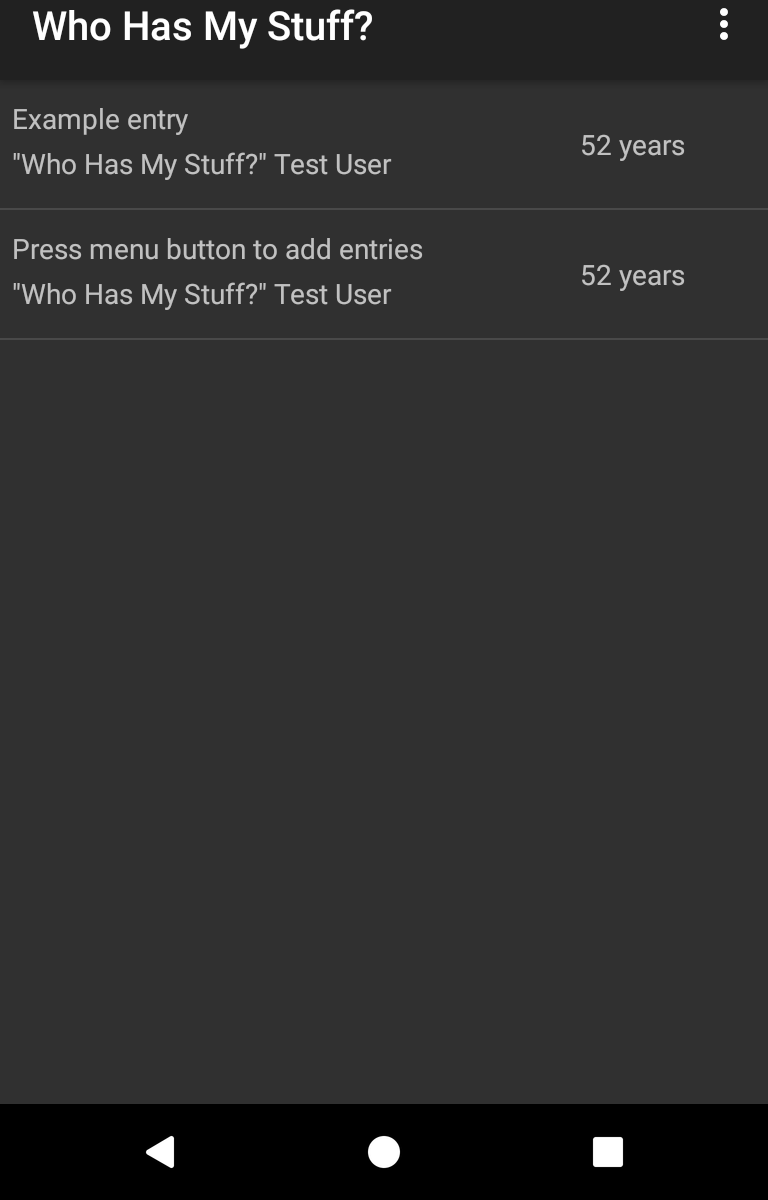 Who Has My Stuff?
Example entry
"Who Has My Stuff?" Test User
52 years
Press menu button to add entries
"Who Has My Stuff?" Test User
52 years